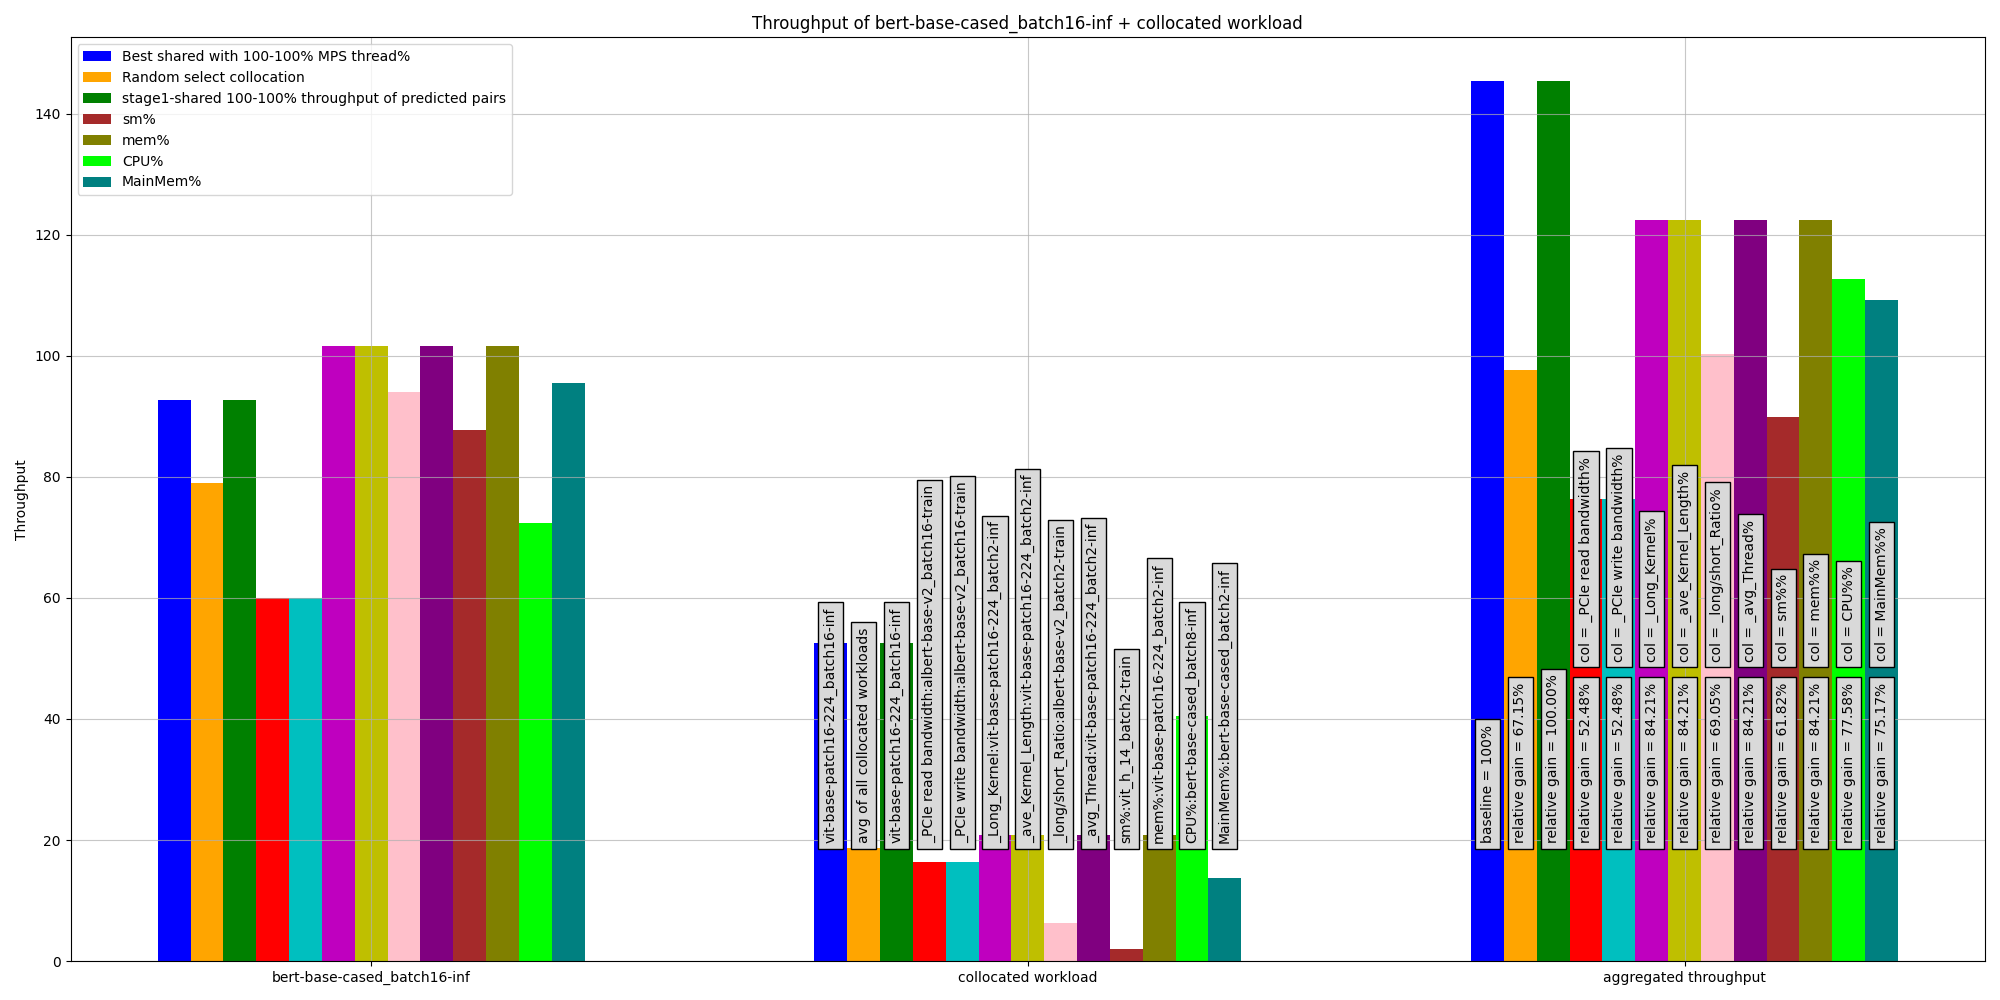 Throughput of bert-base-cased_batch16-inf + collocated workload
Best shared with 100-100% MPS thread%
Random select collocation
stage1-shared 100-100% throughput of predicted pairs
sm%
mem%
CPU%
MainMem%
Throughput
140
120
100
80
60
40
20
0
vit-base-patch16-224_batch16-inf
avg of all collocated workloads
vit-base-patch16-224_batch16-inf
_PCIe read bandwidth:albert-base-v2_batch16-train
_PCIe write bandwidth:albert-base-v2_batch16-train
_Long_Kernel:vit-base-patch16-224_batch2-inf
_ave_Kernel_Length:vit-base-patch16-224_batch2-inf
_long/short_Ratio:albert-base-v2_batch2-train
_avg_Thread:vit-base-patch16-224_batch2-inf
sm%:vit_h_14_batch2-train
mem%:vit-base-patch16-224_batch2-inf
CPU%:bert-base-cased_batch8-inf
MainMem%:bert-base-cased_batch2-inf
col = _PCIe read bandwidth%
col = _PCIe write bandwidth%
col = _Long_Kernel%
col = _ave_Kernel_Length%
col = _long/short_Ratio%
col = _avg_Thread%
col = sm%%
col = mem%%
col = CPU%%
col = MainMem%%
baseline = 100%
relative gain = 67.15%
relative gain = 100.00%
relative gain = 52.48%
relative gain = 52.48%
relative gain = 84.21%
relative gain = 84.21%
relative gain = 69.05%
relative gain = 84.21%
relative gain = 61.82%
relative gain = 84.21%
relative gain = 77.58%
relative gain = 75.17%
bert-base-cased_batch16-inf
collocated workload
aggregated throughput